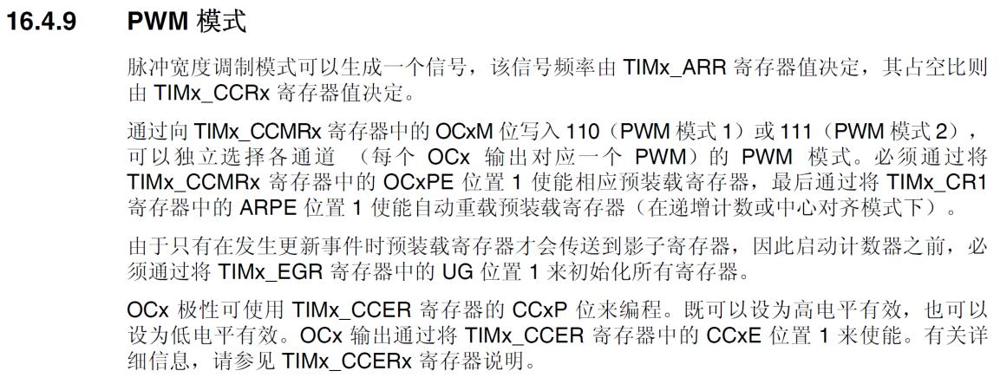 16.4.9 PWM 模式
脉冲宽度调制模式可以生成一个信号，该信号频率由 TIMx_ARR 寄存器值决定，其占空比则
由 TIMx_CCRx 寄存器值决定。
通过向 TIMx_CCMRx 寄存器中的 OCxM 位写入 110（PWM 模式 1）或 111（PWM 模式 2），
可以独立选择各通道 （每个 OCx 输出对应一个 PWM）的 PWM 模式。必须通过将
TIMx_CCMRx 寄存器中的 OCxPE 位置 1 使能相应预装载寄存器，最后通过将 TIMx_CR1
寄存器中的 ARPE 位置 1 使能自动重载预装载寄存器（在递增计数或中心对齐模式下）。
由于只有在发生更新事件时预装载寄存器才会传送到影子寄存器，因此启动计数器之前，必
须通过将 TIMx_EGR 寄存器中的 UG 位置 1 来初始化所有寄存器。
OCx 极性可使用 TIMx_CCER 寄存器的 CCxP 位来编程。既可以设为高电平有效，也可以
设为低电平有效。OCx 输出通过将 TIMx_CCER 寄存器中的 CCxE 位置 1 来使能。有关详
细信息，请参见 TIMx_CCERx 寄存器说明。